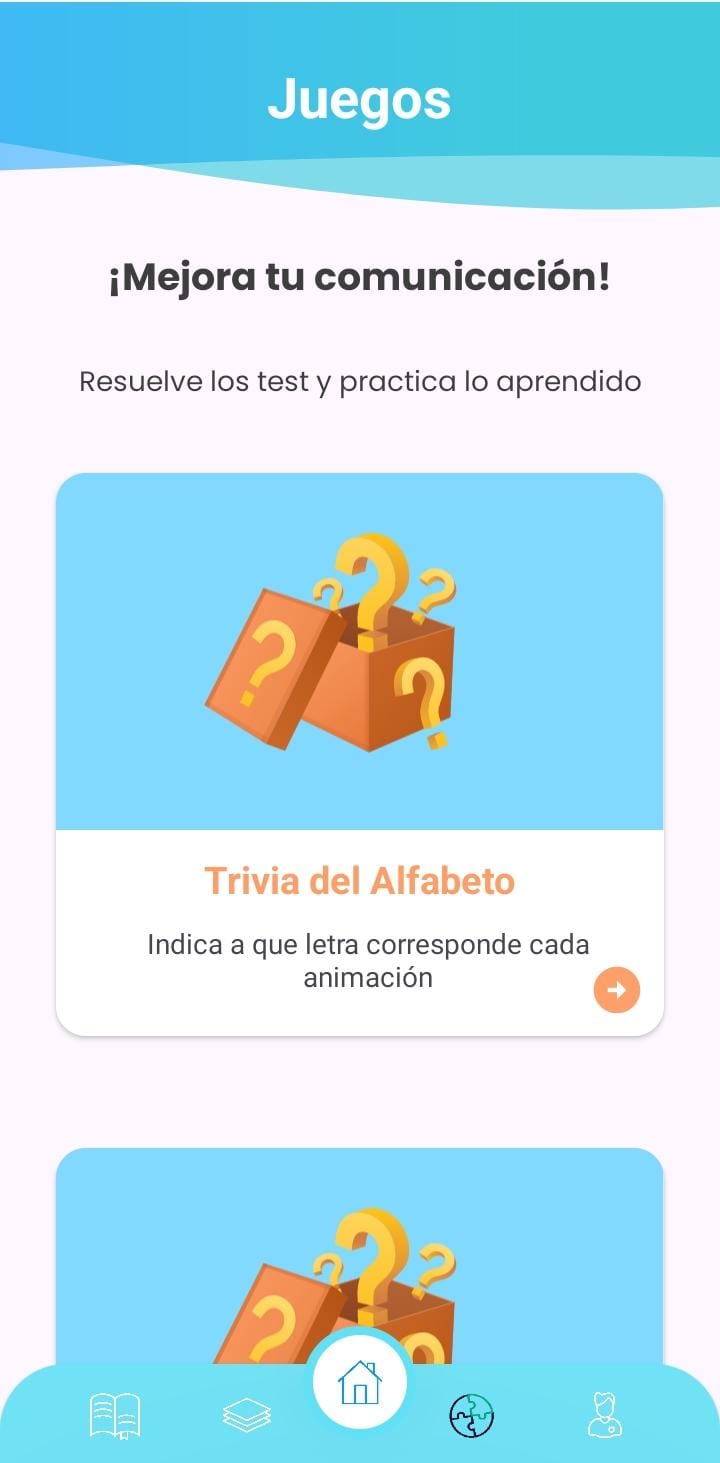 Juegos
¡Mejora tu comunicación!
Resuelve los test y practica lo aprendido
Trivia del Alfabeto
Indica a que letra corresponde cada
animación